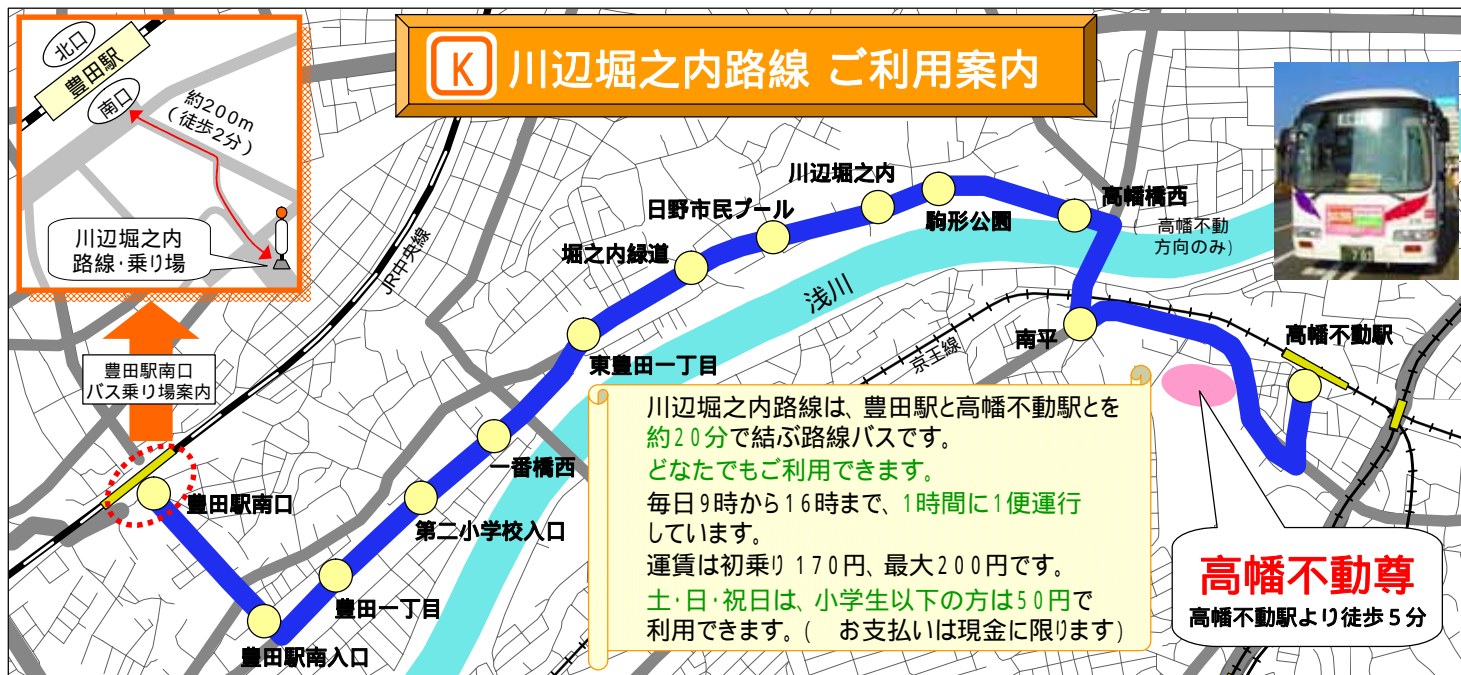 K 川辺堀之内路線 ご利用案内
北口
豊田駅
南口
約200m
(徒歩2分)
川辺堀之内
路線・乗り場
豊田駅南口
バス乗り場案内
JR中央線
豊田駅南口
豊田駅南入口
豊田一丁目
第二小学校入口
一番橋西
東豊田一丁目
堀之内緑道
日野市民プール
川辺堀之内
駒形公園
高幡橋西
(高幡不動
方向のみ)
浅川
南平
京王線
高幡不動駅
川辺堀之内路線は、豊田駅と高幡不動駅とを
約20分で結ぶ路線バスです。
どなたでもご利用できます。
毎日9時から16時まで、1時間に1便運行
しています。
運賃は初乗り170円、最大200円です。
土・日・祝日は、小学生以下の方は50円で
利用できます。( お支払いは現金に限ります)
高幡不動尊
高幡不動駅より徒歩5分